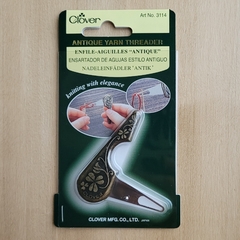 Clover
Art No. 3114
ANTIQUE YARN THREADER
ENFILE-AIGUILLES "ANTIQUE"
ENSARTADOR DE AGUJAS ESTILO ANTIGUO
NADELEINFÄDLER "ANTIK"
knitting with elegance
CLOVER MFG. CO., LTD. JAPAN